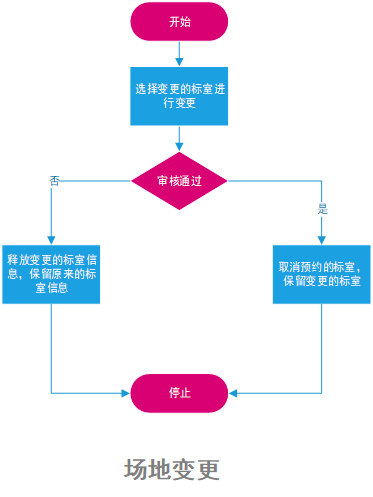 开始
选择变更的标室进
行变更
审核通过
否
是
释放变更的标室信
息，保留原来的标
室信息
取消预约的标室，
保留变更的标室
停止
场地变更